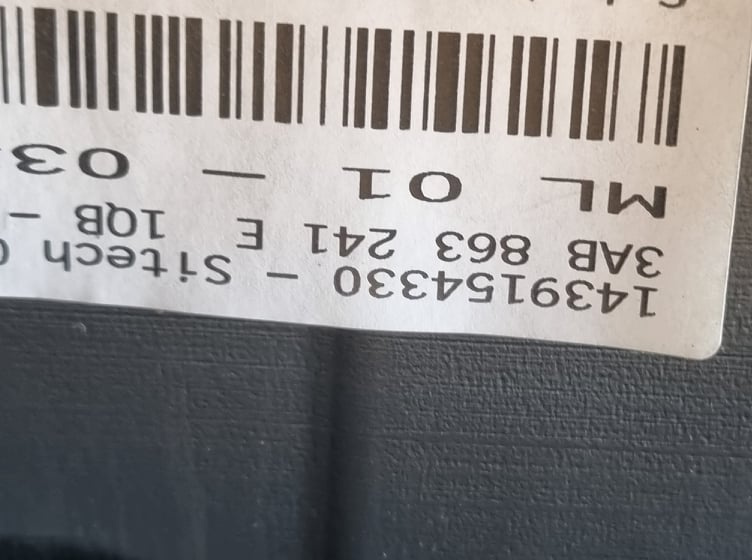 1439154330 - Sitech
3AB 863 241 E 1QB -
ML 01 - 03